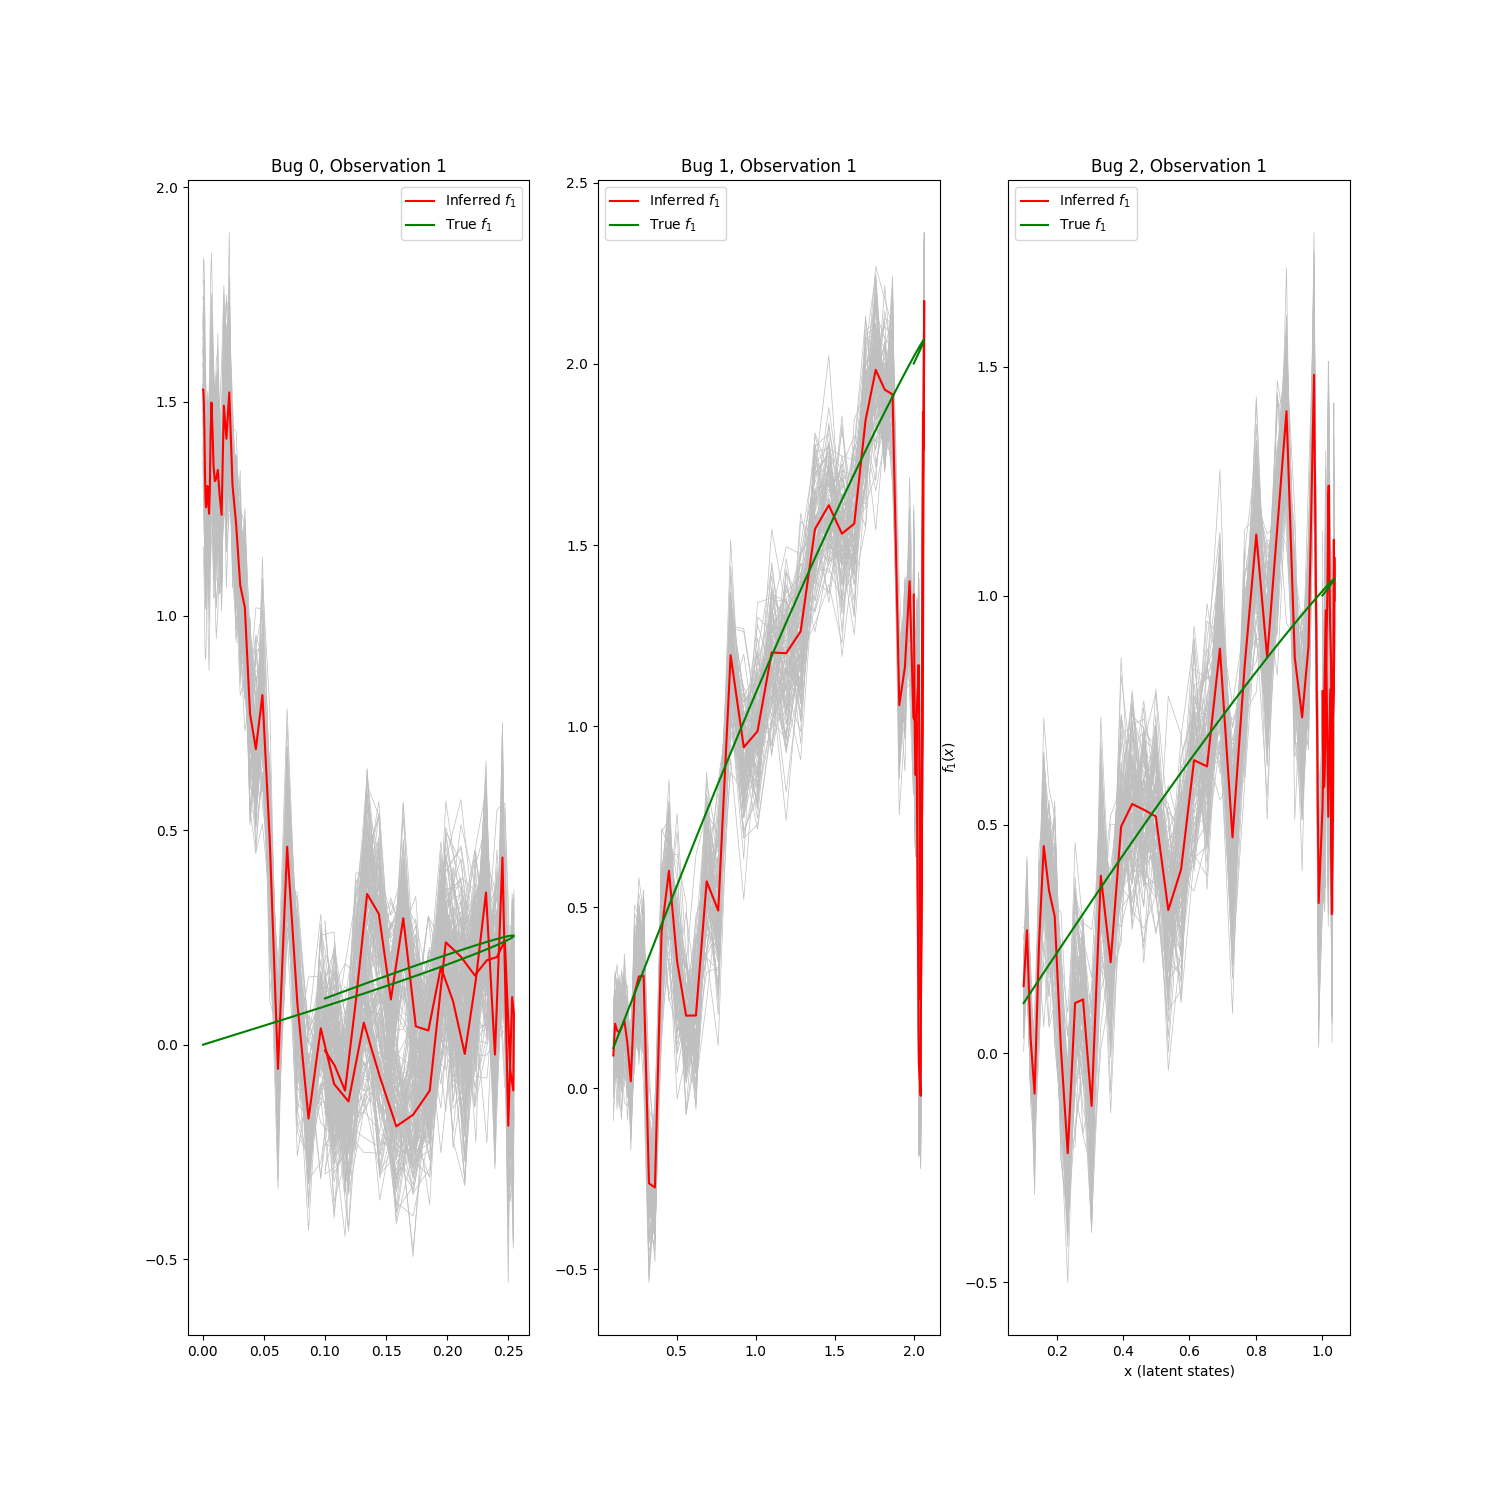 Bug 0, Observation 1
Inferred f₁
True f₁
2.0
1.5
1.0
0.5
0.0
−0.5
0.00 0.05 0.10 0.15 0.20 0.25
Bug 1, Observation 1
Inferred f₁
True f₁
2.5
2.0
1.5
1.0
0.5
0.0
−0.5
0.5 1.0 1.5 2.0
Bug 2, Observation 1
Inferred f₁
True f₁
f₁(x)
1.5
1.0
0.5
0.0
−0.5
0.2 0.4 0.6 0.8 1.0
x (latent states)